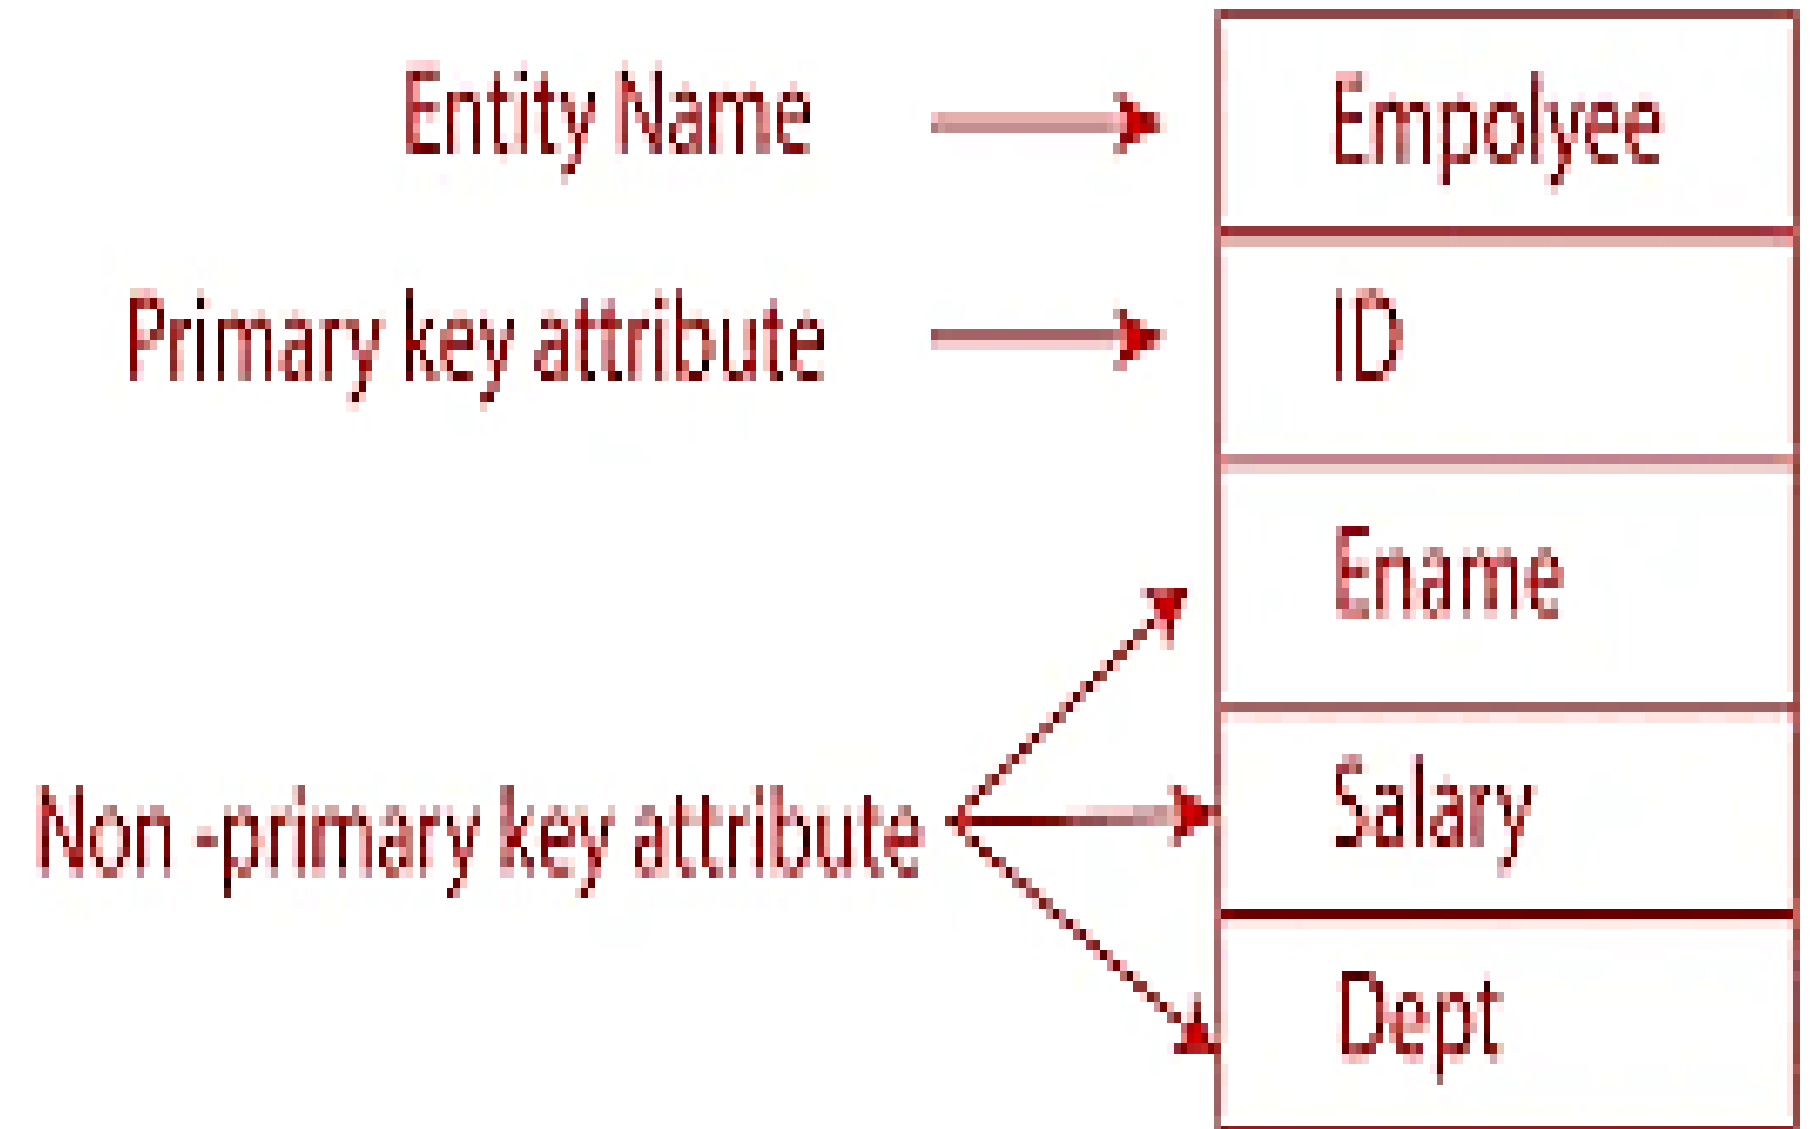 Entity Name
Empolyee
Primary key attribute
ID
Ename
Non -primary key attribute
Salary
Dept